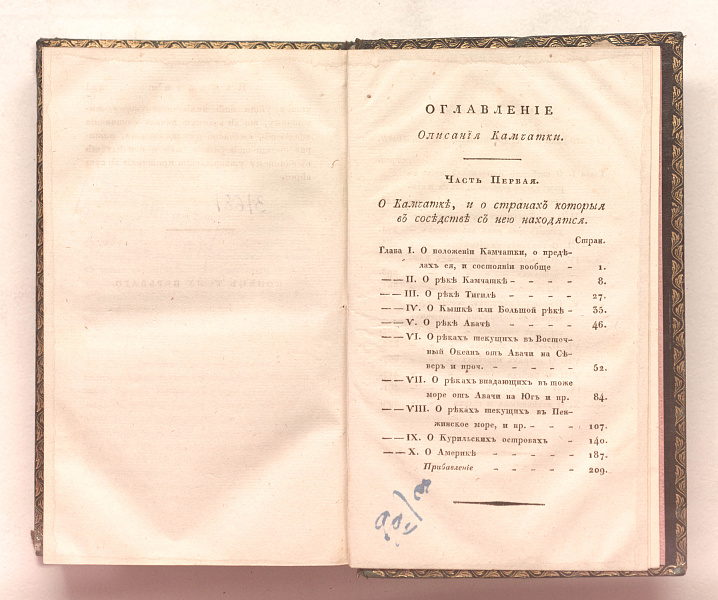 ОГЛАВЛЕНІЕ
Описанія Камчатки.
Часть Первая.
О Камчаткѣ, и о странахъ которыя
въ сосѣдствѣ съ нею находятся.
Стран.
Глава I. О положеніи Камчатки, о предѣ-
лахъ ея, и состояніи вообще – 1.
— — II. О рѣкѣ Камчаткѣ – – – – 8.
— — III. О рѣкѣ Тигилѣ – – – – 27.
— — IV. О Кышкѣ или Большой рѣкѣ – 35.
— — V. О рѣкѣ Авачѣ – – – – 46.
— — VI. О рѣкахъ текущихъ въ Восточ-
ный Океанъ отъ Авачи на Сѣ-
веръ и проч. – – – – – 52.
— — VII. О рѣкахъ впадающихъ въ тоже
море отъ Авачи на Югъ и пр. 84.
— — VIII. О рѣкахъ текущихъ въ Пен-
жинское море, и пр. – – – 107.
— — IX. О Курильскихъ островахъ – 140.
— — X. О Америкѣ – – – – – 187.
Прибавленіе – – – – – 209.